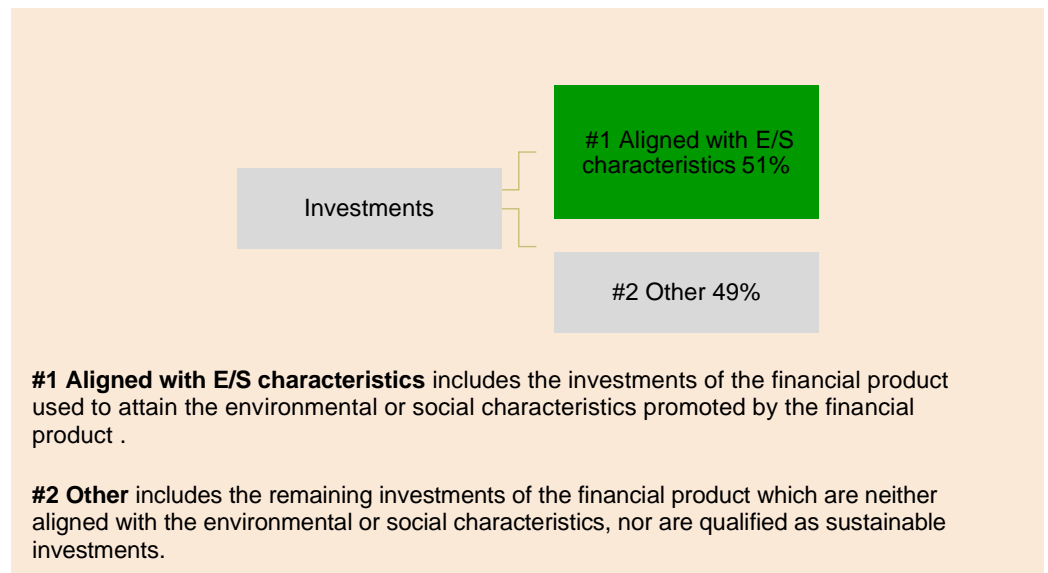 #1 Aligned with E/S
characteristics 51%
Investments
#2 Other 49%
#1 Aligned with E/S characteristics includes the investments of the financial product
used to attain the environmental or social characteristics promoted by the financial
product .
#2 Other includes the remaining investments of the financial product which are neither
aligned with the environmental or social characteristics, nor are qualified as sustainable
investments.